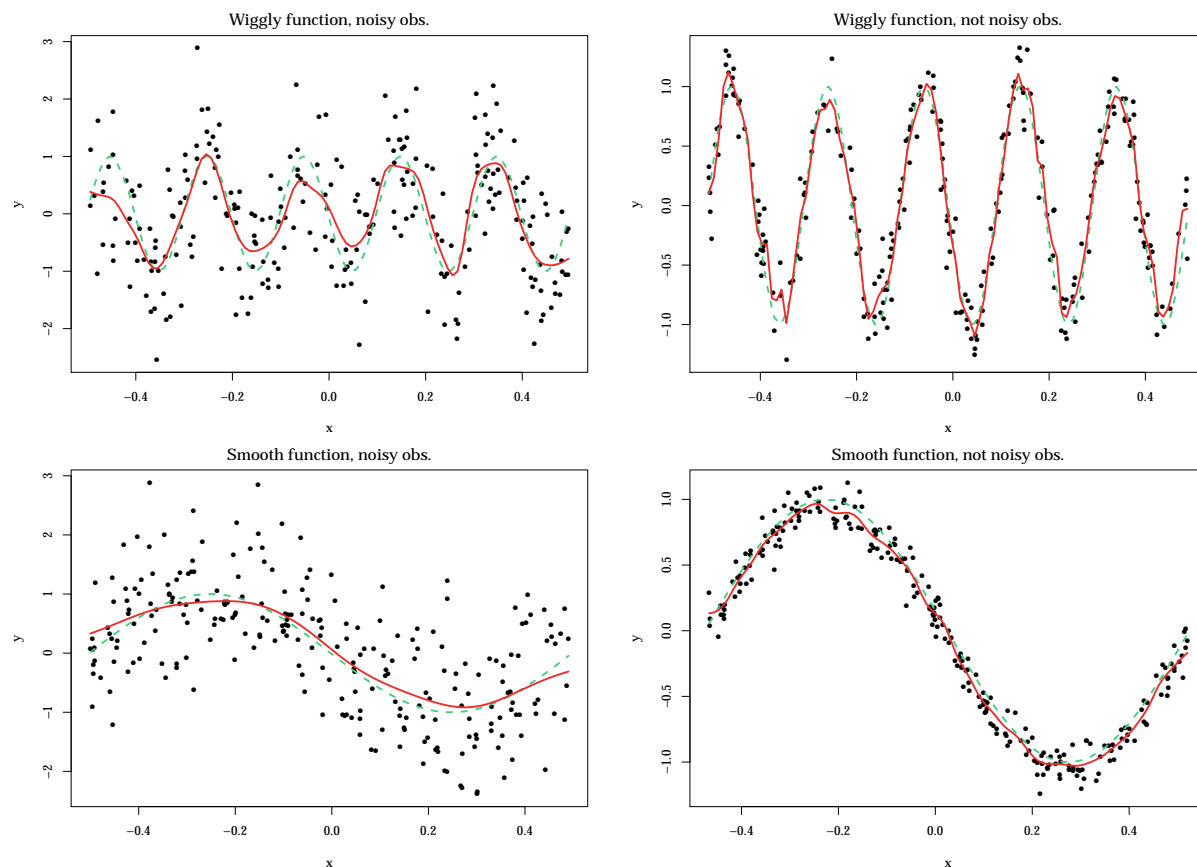 Wiggly function, noisy obs.
y
3
2
1
0
−1
−2
−0.4 −0.2 0.0 0.2 0.4
x
Wiggly function, not noisy obs.
y
1.0
0.5
0.0
−0.5
−1.0
−0.4 −0.2 0.0 0.2 0.4
x
Smooth function, noisy obs.
y
3
2
1
0
−1
−2
−0.4 −0.2 0.0 0.2 0.4
x
Smooth function, not noisy obs.
y
1.0
0.5
0.0
−0.5
−1.0
−0.4 −0.2 0.0 0.2 0.4
x